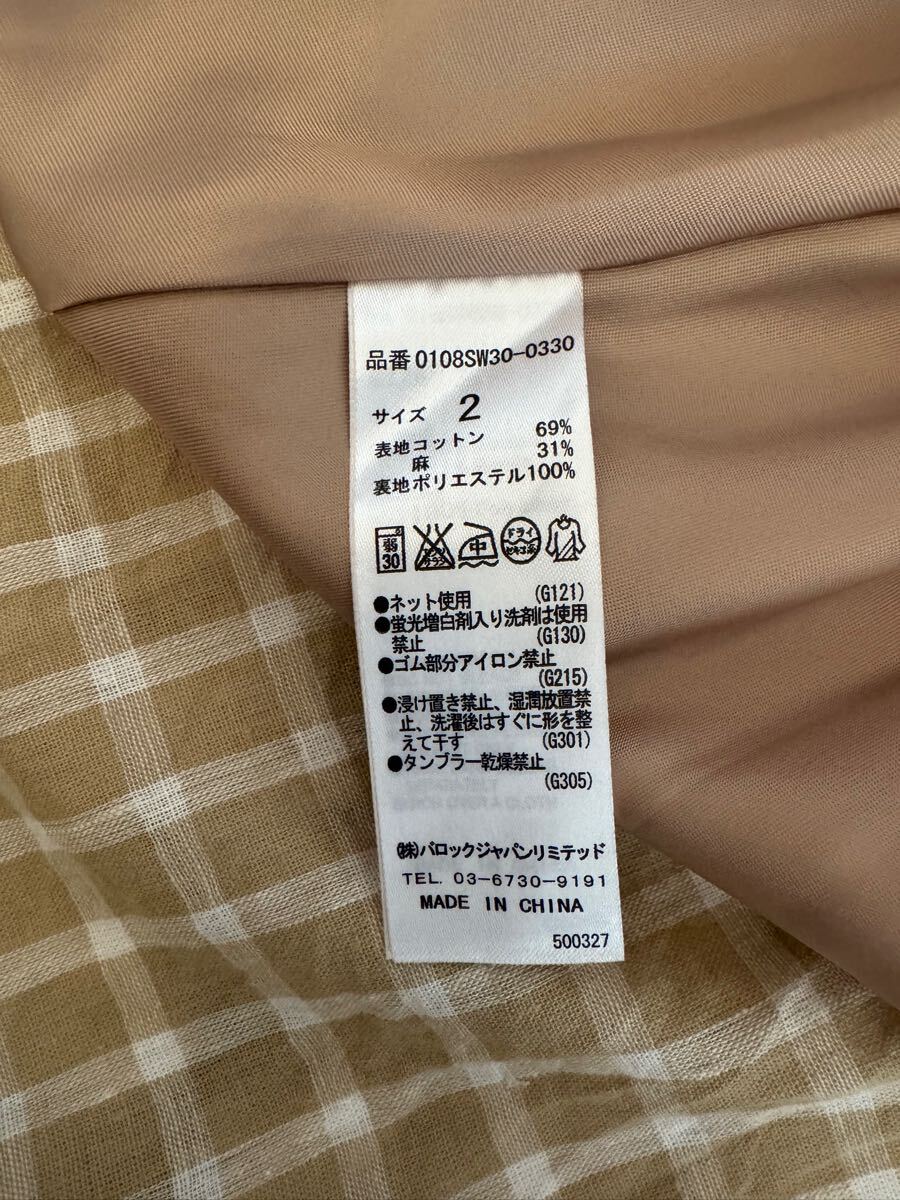 品番 0108SW30-0330
サイズ 2
表地コットン 69%
麻 31%
裏地ポリエステル100%
弱 30 中 ドライ
●ネット使用 (G121)
●蛍光増白剤入り洗剤は使用
禁止 (G130)
●ゴム部分アイロン禁止
(G215)
●浸け置き禁止、湿潤放置禁
止、洗濯後はすぐに形を整
えて干す (G301)
●タンブラー乾燥禁止
(G305)
㈱バロックジャパンリミテッド
TEL. 03-6730-9191
MADE IN CHINA
500327